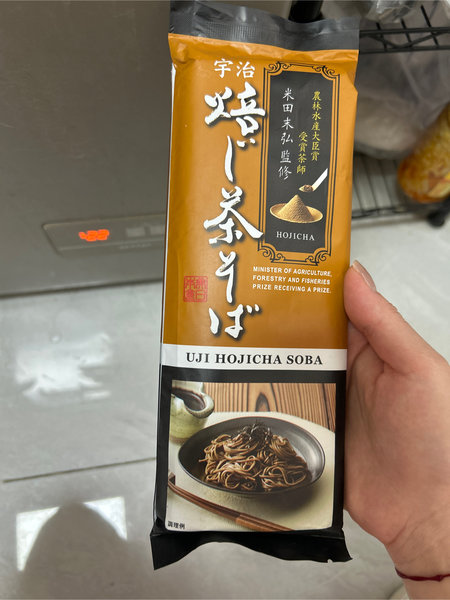 宇治
焙じ茶そば
農林水産大臣賞
受賞茶師
米田末弘 監修
HOJICHA
MINISTER OF AGRICULTURE,
FORESTRY AND FISHERIES
PRIZE RECEIVING A PRIZE.
UJI HOJICHA SOBA
調理例